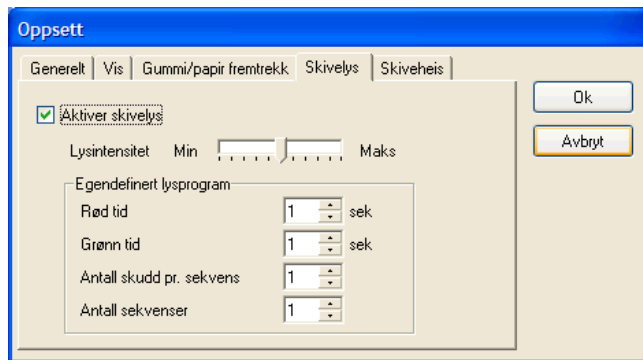 Oppsett
Generelt Vis Gummi/papir fremtrekk Skivelys Skiveheis
Aktiver skivelys
Lysintensitet Min Maks
Egendefinert lysprogram
Rød tid 1 sek
Grønn tid 1 sek
Antall skudd pr. sekvens 1
Antall sekvenser 1
Ok
Avbryt